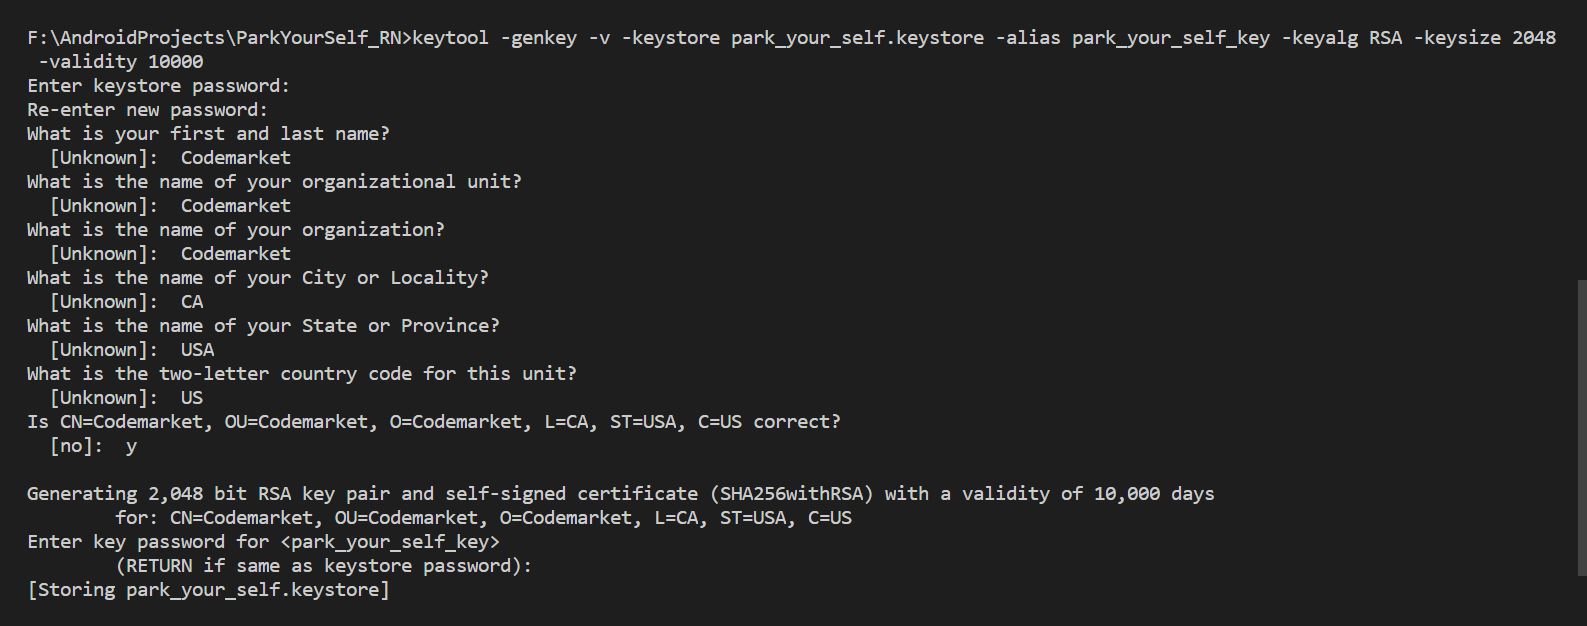 F:\AndroidProjects\ParkYourSelf_RN>keytool -genkey -v -keystore park_your_self.keystore -alias park_your_self_key -keyalg RSA -keysize 2048
 -validity 10000
Enter keystore password:
Re-enter new password:
What is your first and last name?
  [Unknown]:  Codemarket
What is the name of your organizational unit?
  [Unknown]:  Codemarket
What is the name of your organization?
  [Unknown]:  Codemarket
What is the name of your City or Locality?
  [Unknown]:  CA
What is the name of your State or Province?
  [Unknown]:  USA
What is the two-letter country code for this unit?
  [Unknown]:  US
Is CN=Codemarket, OU=Codemarket, O=Codemarket, L=CA, ST=USA, C=US correct?
  [no]:  y

Generating 2,048 bit RSA key pair and self-signed certificate (SHA256withRSA) with a validity of 10,000 days
        for: CN=Codemarket, OU=Codemarket, O=Codemarket, L=CA, ST=USA, C=US
Enter key password for <park_your_self_key>
        (RETURN if same as keystore password):
[Storing park_your_self.keystore]